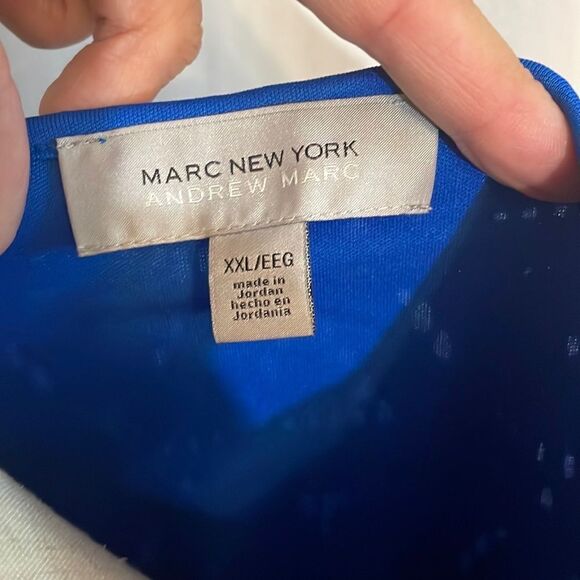 MARC NEW YORK
ANDREW MARC
XXL/EEG
made in
Jordan
hecho en
Jordania